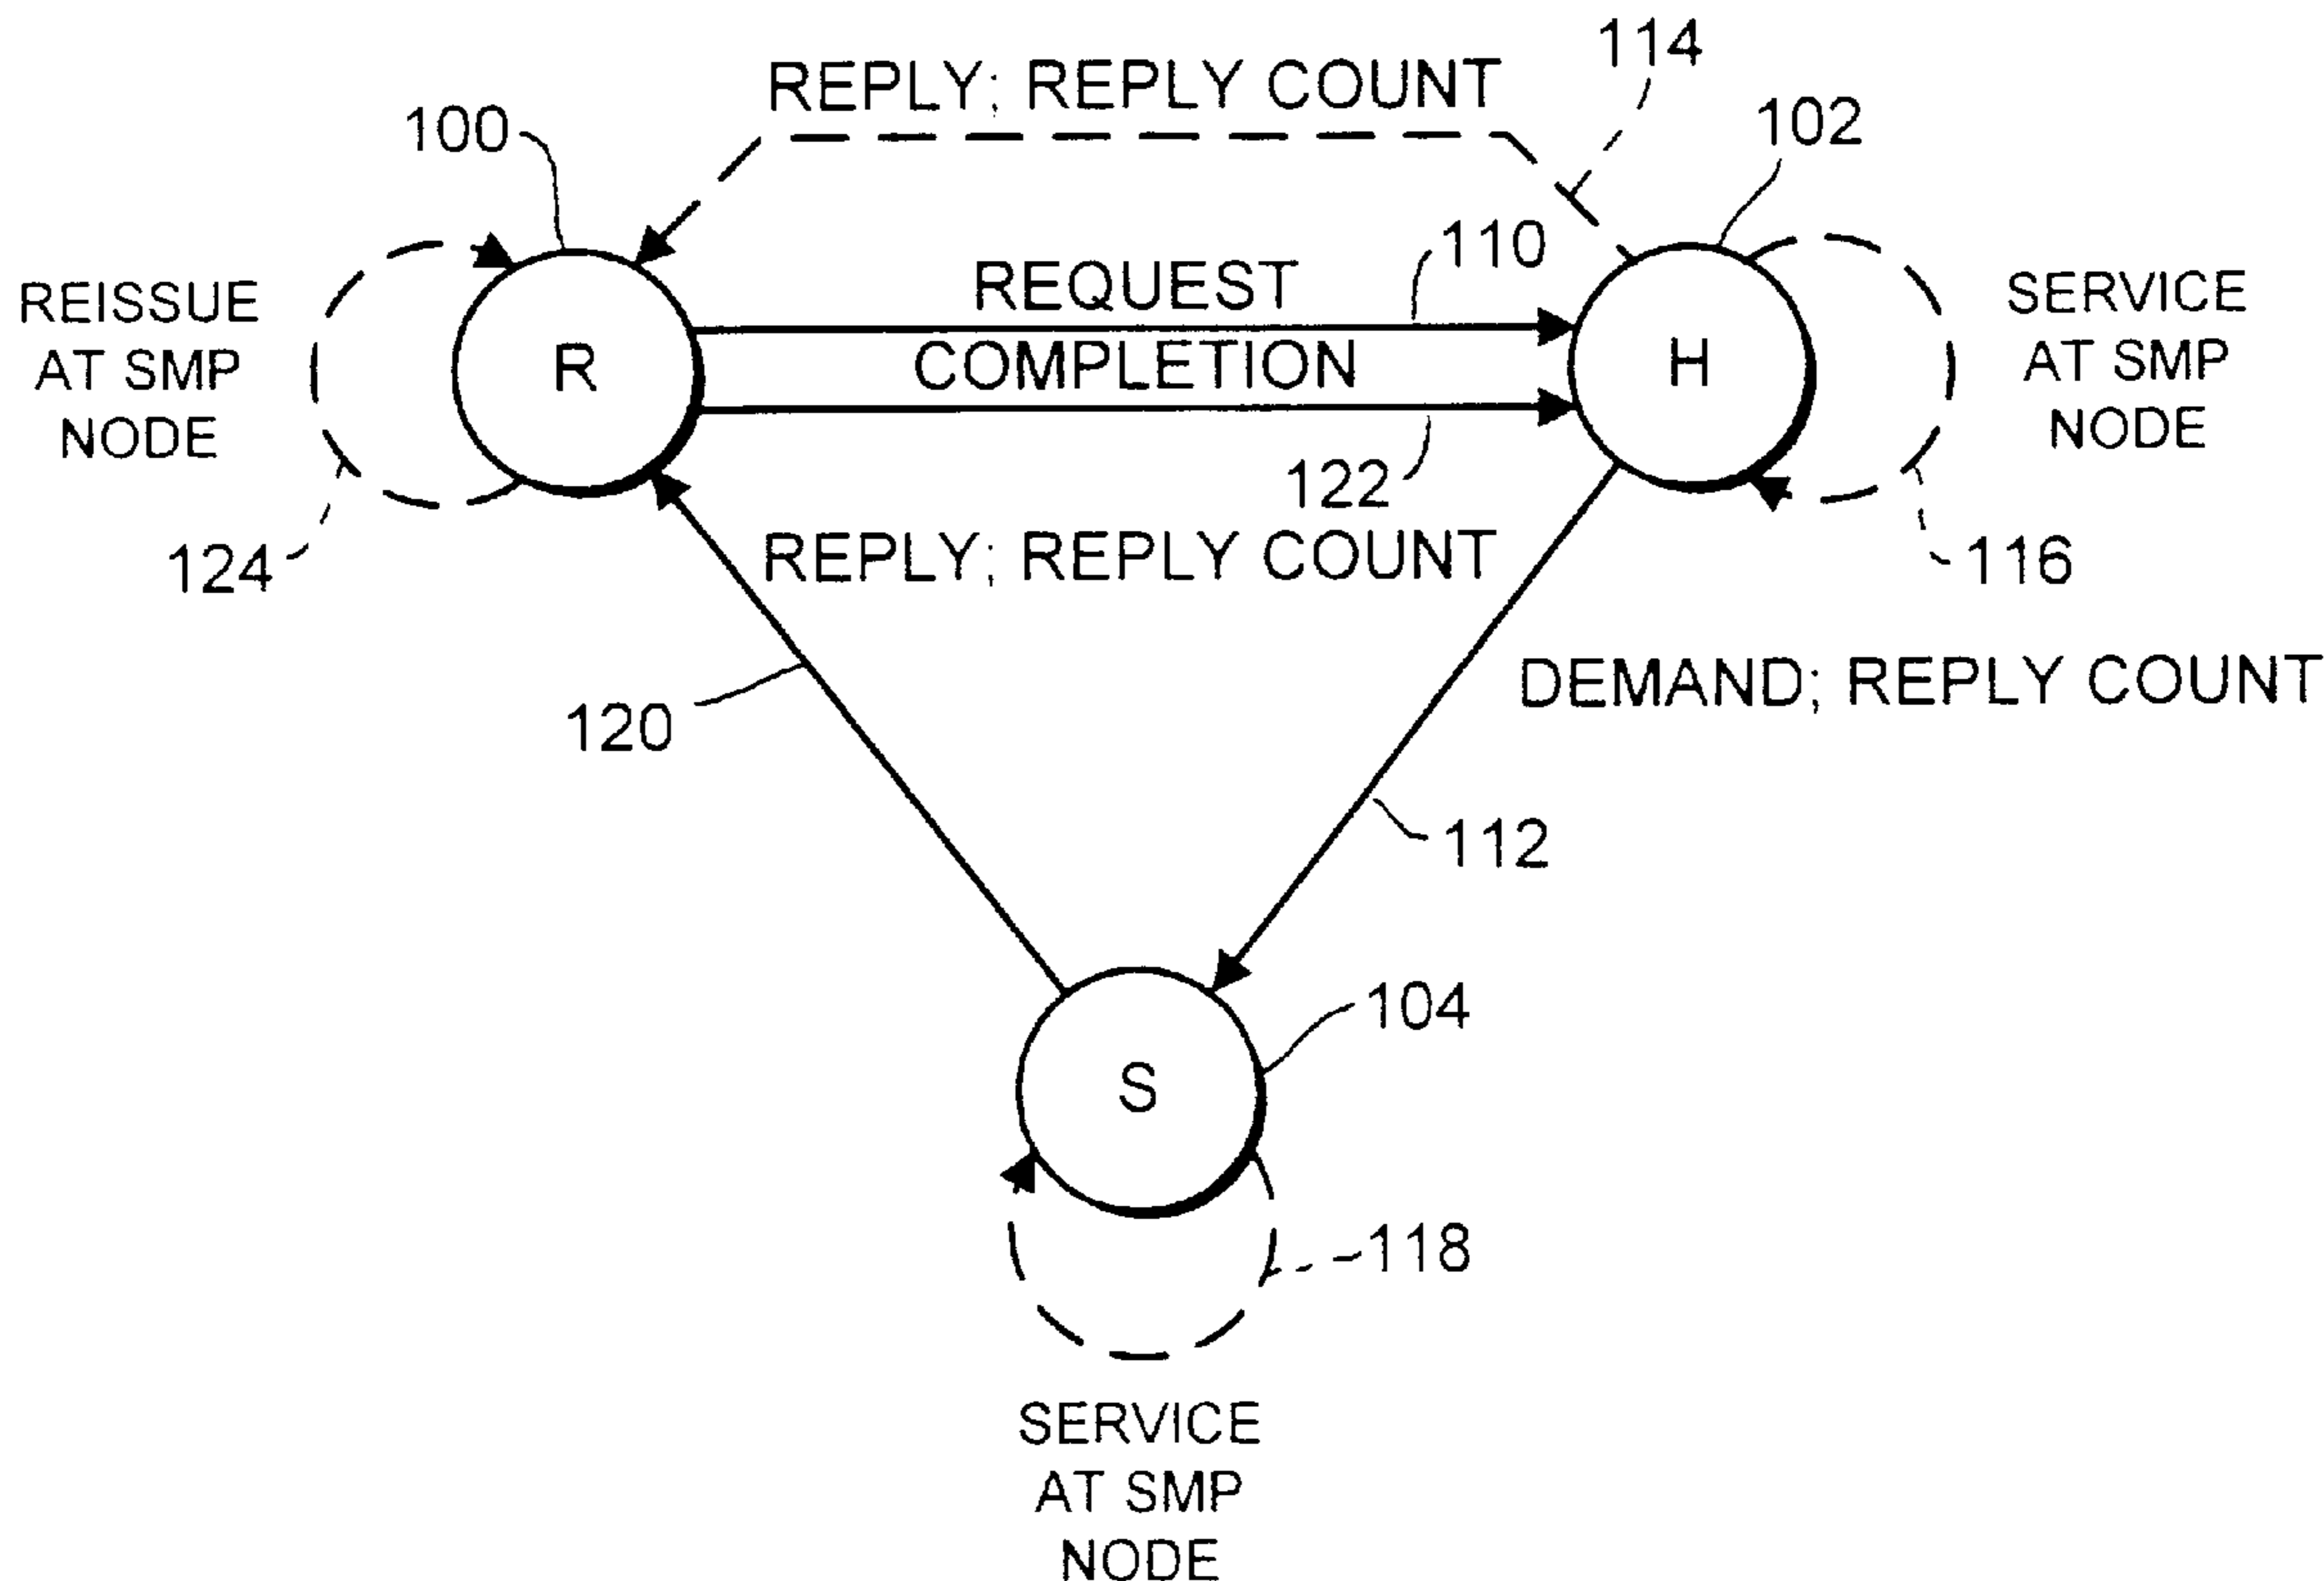 114
REPLY; REPLY COUNT
100
102
110
REQUEST
REISSUE
AT SMP
NODE
R
COMPLETION
H
SERVICE
AT SMP
NODE
122
REPLY; REPLY COUNT
124
116
DEMAND; REPLY COUNT
120
112
104
S
118
SERVICE
AT SMP
NODE